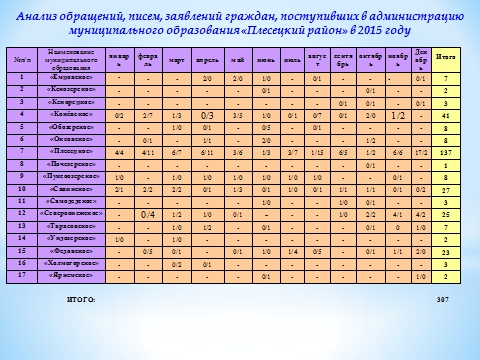 Анализ обращений, писем, заявлений граждан, поступивших в администрацию
муниципального образования «Плесецкий район» в 2015 году
№п/п Наименование муниципального образования январь февраль март апрель май июнь июль август сентябрь октябрь ноябрь Декабрь Итого
1 «Емцовское» - - - 2/0 2/0 1/0 - 0/1 - - - 0/1 7
2 «Кенозерское» - - - - - 0/1 - - - 0/1 - - 2
3 «Кенорецкое» - - - - - - - - 0/1 0/1 - 0/1 3
4 «Конёвское» 0/2 2/7 1/3 0/3 3/5 1/0 0/1 0/7 0/1 2/0 1/2 - 41
5 «Обозерское» - - 1/0 0/1 - 0/5 - 0/1 - - - - 8
6 «Оксовское» - 0/1 - 1/1 - 2/0 - - - 1/2 - - 8
7 «Плесецкое» 4/4 4/11 6/7 6/11 3/6 1/3 3/7 1/15 6/5 1/2 6/6 17/2 137
8 «Почезерское» - - - - - - - - - 0/1 - - 1
9 «Пуксоозерское» 1/0 - 1/0 1/0 1/0 1/0 1/0 1/0 - - 0/1 - 8
10 «Савинское» 2/1 2/2 2/2 0/1 1/3 0/1 1/0 0/1 1/1 1/1 0/1 0/2 27
11 «Самодедское» - - - - - 1/0 - - 1/0 0/1 - - 3
12 «Североонежское» - 0/4 1/2 1/0 0/1 - - - 1/0 2/2 4/1 4/2 25
13 «Тарасовское» - - 1/0 1/2 - 0/1 - - - 0/1 0 1/0 7
14 «Ундозерское» 1/0 - 1/0 - - - - - - - - - 2
15 «Федовское» - 0/5 0/1 - 0/1 1/0 1/4 0/5 - 0/1 1/1 2/0 23
16 «Холмогорское» - - 0/2 0/1 - - - - - - - - 3
17 «Ярнемское» - - - - - 0/1 - - - - - 1/0 2
ИТОГО: 307